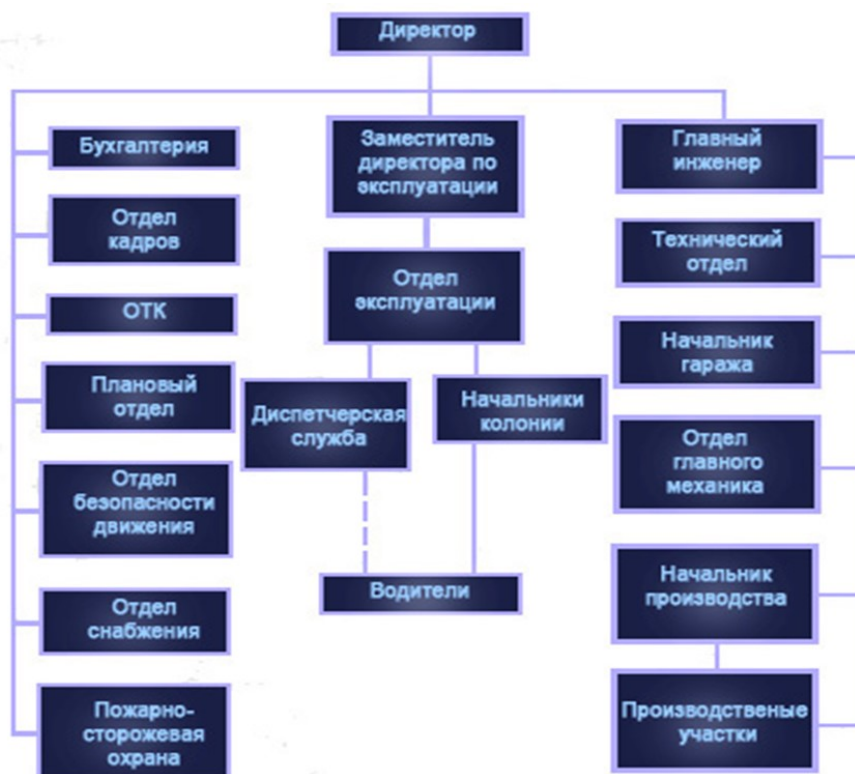 Директор
Бухгалтерия
Отдел
кадров
ОТК
Плановый
отдел
Отдел
безопасности
движения
Отдел
снабжения
Пожарно-
сторожевая
охрана
Заместитель
директора по
эксплуатации
Отдел
эксплуатации
Диспетчерская
служба
Начальники
колонии
Водители
Главный
инженер
Технический
отдел
Начальник
гаража
Отдел
главного
механика
Начальник
производства
Производственые
участки